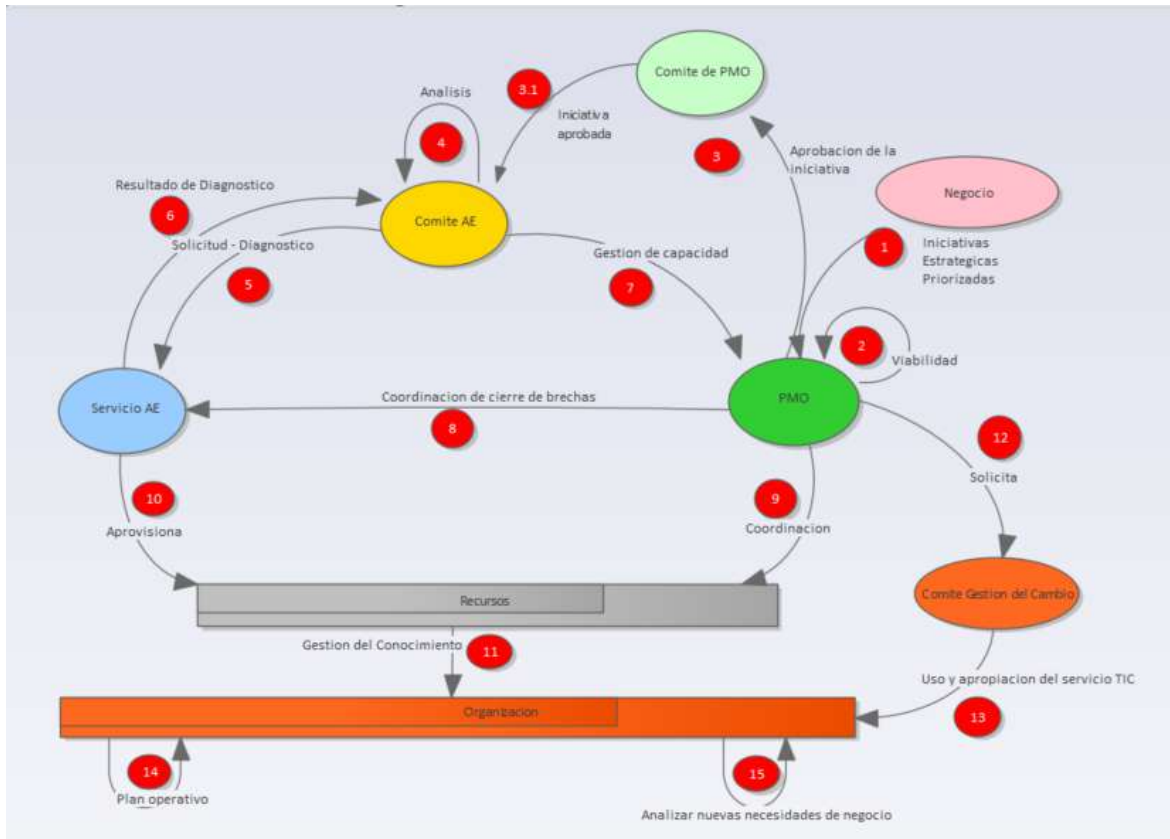 Comite de PMO
3.1
Analisis
Iniciativa
aprobada
4
3
Aprobacion de la
iniciativa
Resultado de Diagnostico
6
Negocio
Comite AE
Solicitud - Diagnostico
1
Iniciativas
Estrategicas
Priorizadas
Gestion de capacidad
5
7
2
Viabilidad
Coordinacion de cierre de brechas
Servicio AE
PMO
8
12
Solicita
10
9
Aprovisiona
Coordinacion
Recursos
Comite Gestion del Cambio
Gestion del Conocimiento
11
Uso y apropiacion del servicio TIC
Organizacion
13
14
15
Plan operativo
Analizar nuevas necesidades de negocio